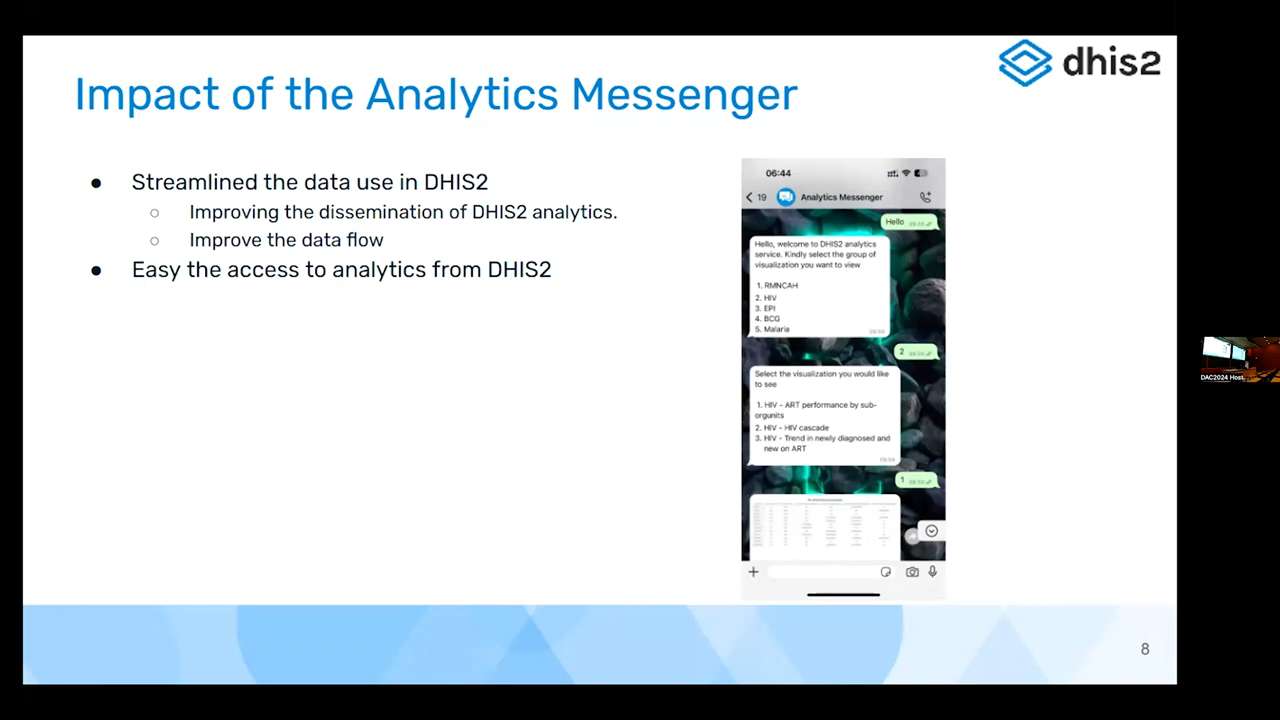 dhis2
Impact of the Analytics Messenger
● Streamlined the data use in DHIS2
○ Improving the dissemination of DHIS2 analytics.
○ Improve the data flow
● Easy the access to analytics from DHIS2
06:44
19 Analytics Messenger
Hello
Hello, welcome to DHIS2 analytics
service. Kindly select the group of
visualization you want to view
1. RMNCAH
2. HIV
3. EPI
4. BCG
5. Malaria
2
Select the visualization you would like
to see
1. HIV - ART performance by sub-
orgunits
2. HIV - HIV cascade
3. HIV - Trend in newly diagnosed and
new on ART
1
DAC2024 Host
8